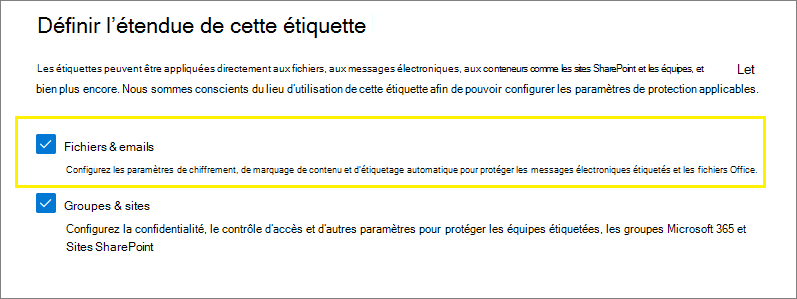 Définir l’étendue de cette étiquette
Les étiquettes peuvent être appliquées directement aux fichiers, aux messages électroniques, aux conteneurs comme les sites SharePoint et les équipes, et Let
bien plus encore. Nous sommes conscients du lieu d’utilisation de cette étiquette afin de pouvoir configurer les paramètres de protection applicables.
Fichiers & emails
Configurez les paramètres de chiffrement, de marquage de contenu et d’étiquetage automatique pour protéger les messages électroniques étiquetés et les fichiers Office.
Groupes & sites
Configurez la confidentialité, le contrôle d’accès et d’autres paramètres pour protéger les équipes étiquetées, les groupes Microsoft 365 et
Sites SharePoint